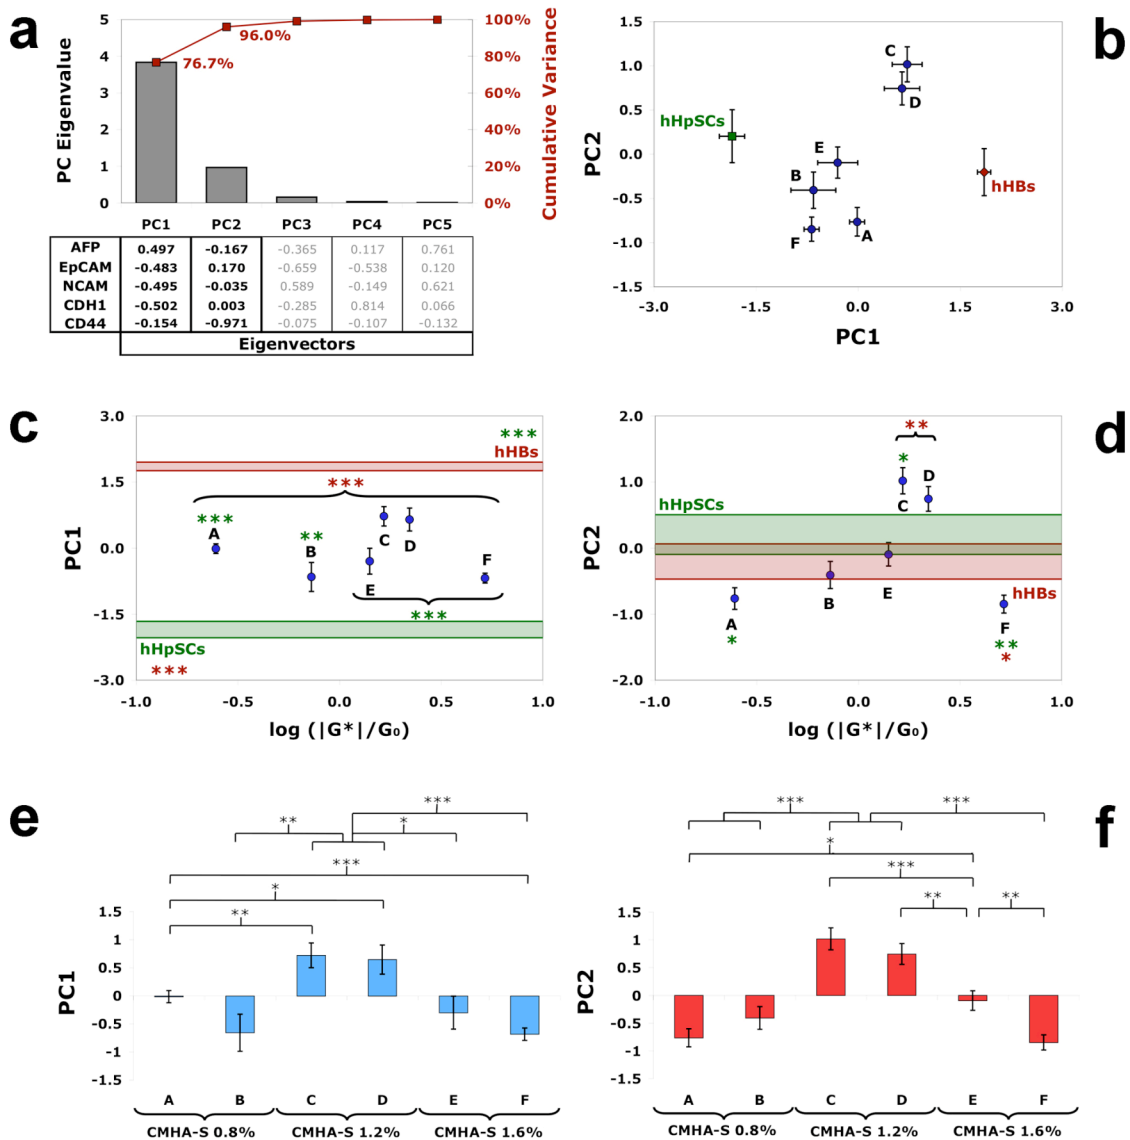 a
5
4
3
2
1
0
PC Eigenvalue
76.7%
96.0%
100%
80%
60%
40%
20%
0%
Cumulative Variance
PC1 PC2 PC3 PC4 PC5
AFP 0.497 -0.167 -0.365 0.117 0.761
EpCAM -0.483 0.170 -0.659 -0.538 0.120
NCAM -0.495 -0.035 0.589 -0.149 0.621
CDH1 -0.502 0.003 -0.285 0.814 0.066
CD44 -0.154 -0.971 -0.075 -0.107 -0.132
Eigenvectors
b
1.5
1.0
0.5
0.0
-0.5
-1.0
-1.5
PC2
C
D
hHpSCs
E
B
hHBs
F
A
-3.0 -1.5 0.0 1.5 3.0
PC1
c
3.0
1.5
0.0
-1.5
-3.0
PC1
***
hHBs
***
***
A
**
B
C
D
E
F
***
hHpSCs
***
-1.0 -0.5 0.0 0.5 1.0
log (|G*|/G₀)
d
2.0
1.0
0.0
-1.0
-2.0
PC2
**
*
C
D
hHpSCs
B
E
hHBs
A
*
F
**
*
-1.0 -0.5 0.0 0.5 1.0
log (|G*|/G₀)
e
***
** *
***
*
**
1.5
1
0.5
0
-0.5
-1
-1.5
PC1
A B C D E F
CMHA-S 0.8% CMHA-S 1.2% CMHA-S 1.6%
f
*** ***
*
***
** **
1.5
1
0.5
0
-0.5
-1
-1.5
PC2
A B C D E F
CMHA-S 0.8% CMHA-S 1.2% CMHA-S 1.6%